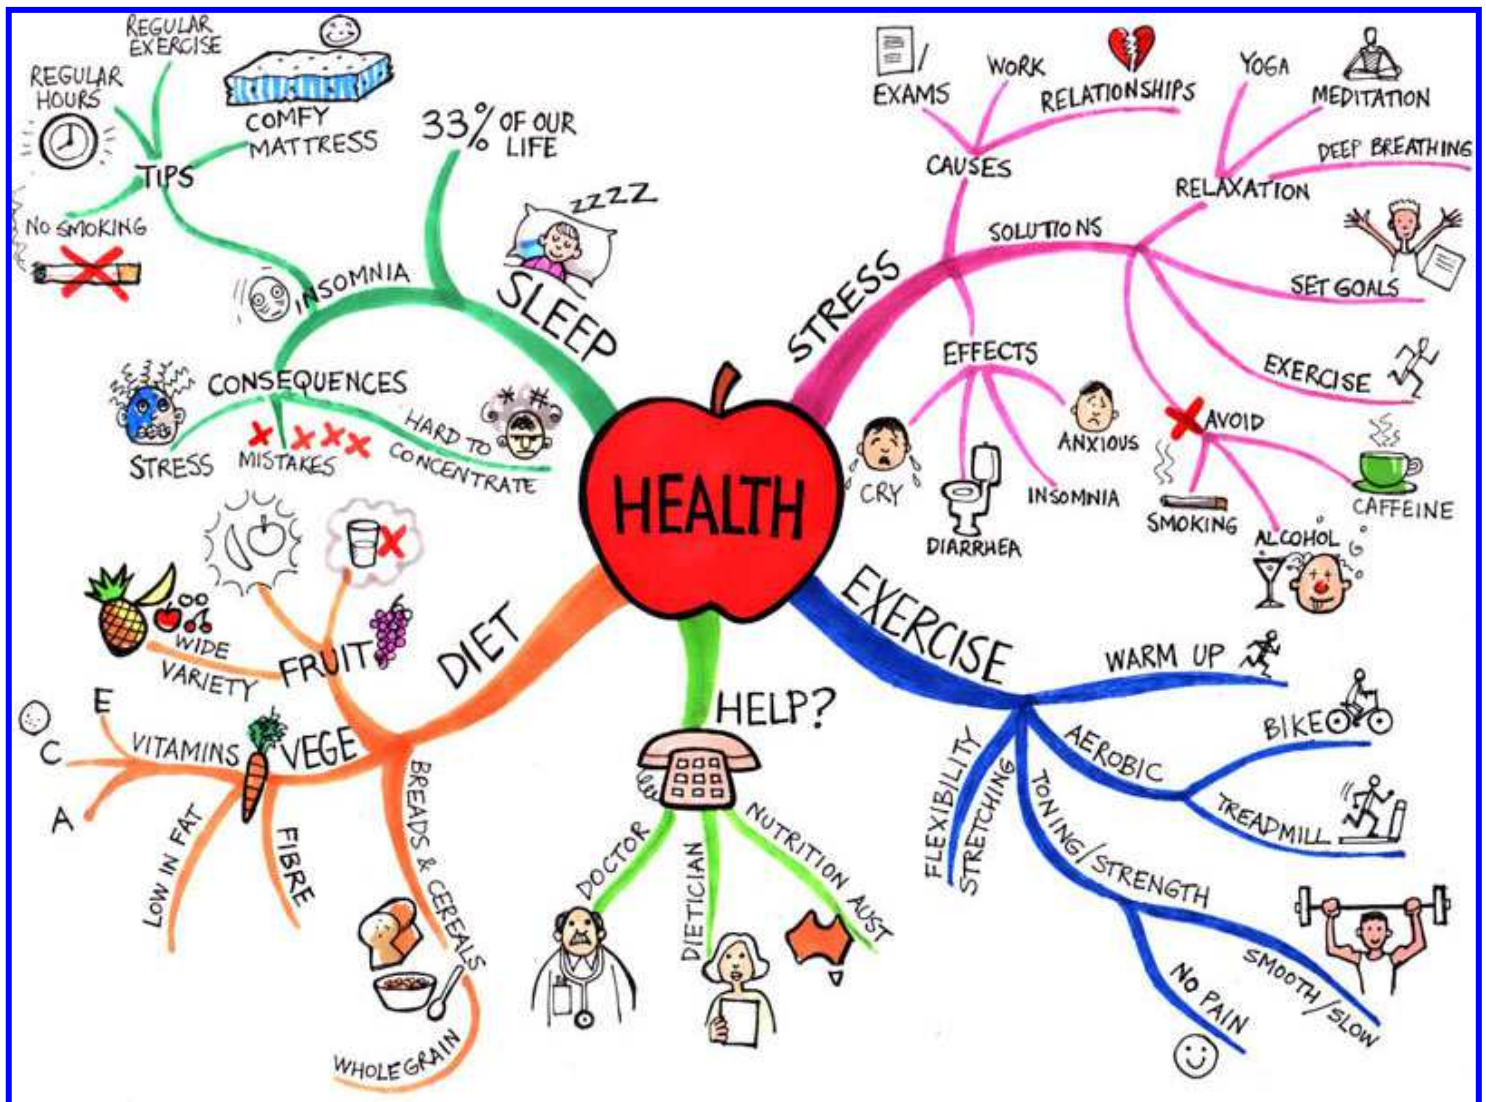 HEALTH
SLEEP
33% OF OUR
LIFE
ZZZZ
INSOMNIA
TIPS
REGULAR
EXERCISE
REGULAR
HOURS
COMFY
MATTRESS
NO SMOKING
CONSEQUENCES
STRESS
MISTAKES
HARD TO
CONCENTRATE
STRESS
CAUSES
EXAMS
WORK
RELATIONSHIPS
SOLUTIONS
RELAXATION
YOGA
MEDITATION
DEEP BREATHING
SET GOALS
EXERCISE
AVOID
SMOKING
ALCOHOL
CAFFEINE
EFFECTS
CRY
DIARRHEA
INSOMNIA
ANXIOUS
EXERCISE
WARM UP
AEROBIC
BIKE
TREADMILL
TONING/STRENGTH
SMOOTH/SLOW
NO PAIN
FLEXIBILITY
STRETCHING
HELP?
DOCTOR
DIETICIAN
NUTRITION AUST
DIET
FRUIT
WIDE
VARIETY
VEGE
VITAMINS
E
C
A
LOW IN FAT
FIBRE
BREADS & CEREALS
WHOLEGRAIN